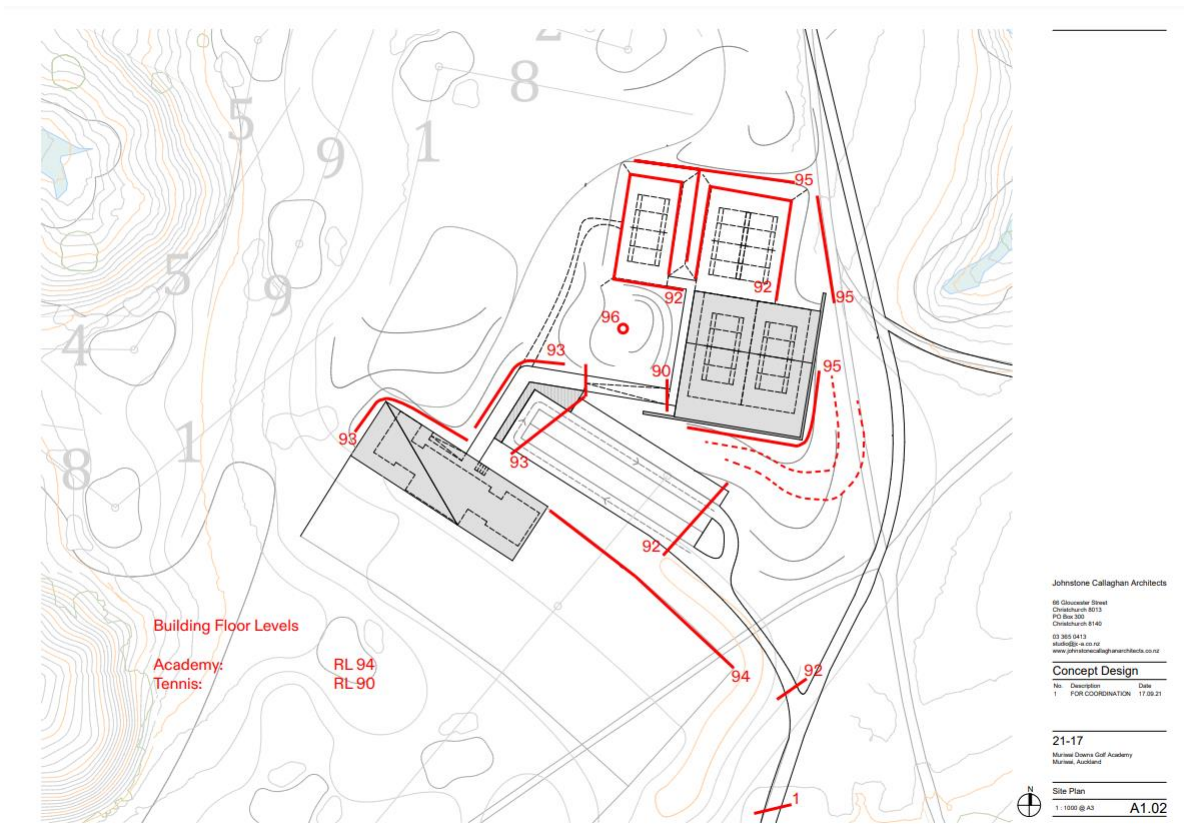 2
8
5
9
1
95
5
9
92
92
95
96
4
93
90
95
93
1
93
8
92
Building Floor Levels
Academy: RL 94
Tennis: RL 90
94
92
1
Johnstone Callaghan Architects
66 Gloucester Street
Christchurch 8013
PO Box 300
Christchurch 8140
03 365 0413
studio@jc-a.co.nz
www.johnstonecallaghanarchitects.co.nz
Concept Design
No. Description Date
1 FOR COORDINATION 17.09.21
21-17
Muriwai Downs Golf Academy
Muriwai, Auckland
N
Site Plan
1 : 1000 @ A3
A1.02